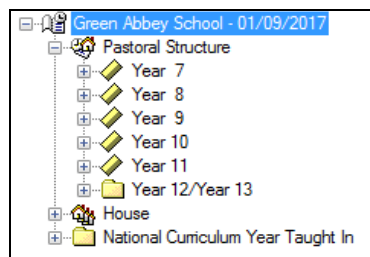 Green Abbey School - 01/09/2017
Pastoral Structure
Year 7
Year 8
Year 9
Year 10
Year 11
Year 12/Year 13
House
National Curriculum Year Taught In